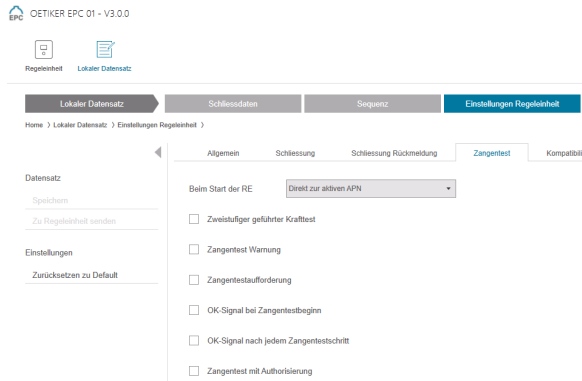 EPC OETIKER EPC 01 - V3.0.0
Regeleinheit Lokaler Datensatz
Lokaler Datensatz Schliessdaten Sequenz Einstellungen Regeleinheit
Home > Lokaler Datensatz > Einstellungen Regeleinheit >
Allgemein Schliessung Schliessung Rückmeldung Zangentest Kompatibili
Datensatz
Beim Start der RE Direkt zur aktiven APN
Speichern
Zweistufiger geführter Krafttest
Zu Regeleinheit senden
Zangentest Warnung
Einstellungen
Zurücksetzen zu Default
Zangentestaufforderung
OK-Signal bei Zangentestbeginn
OK-Signal nach jedem Zangentestschritt
Zangentest mit Authorisierung